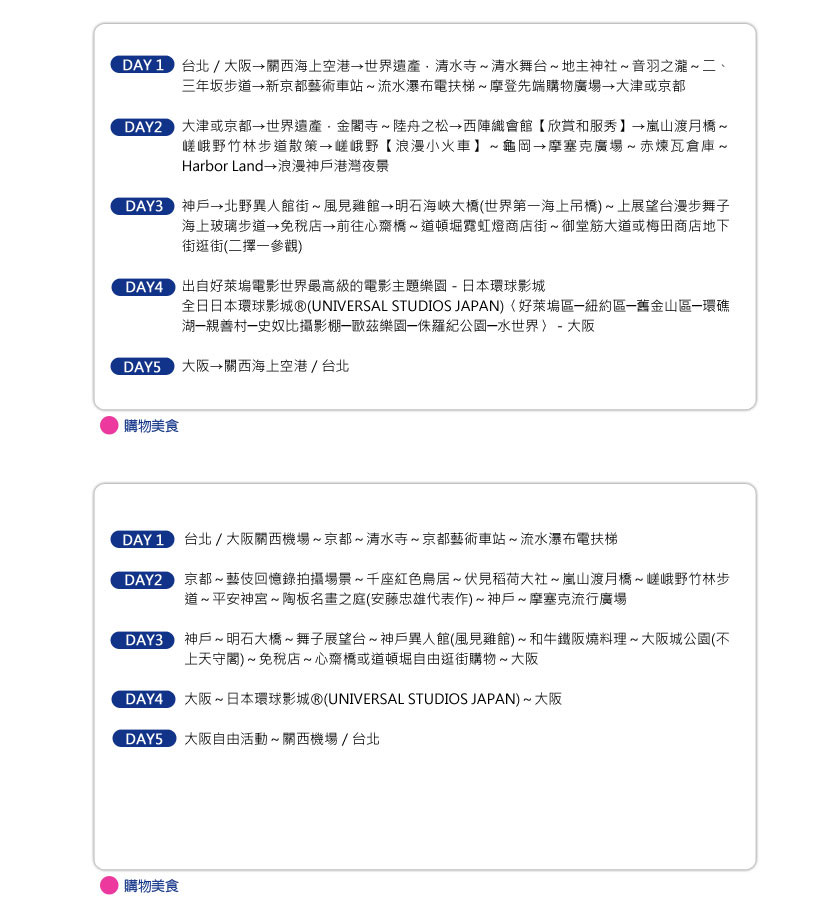 DAY 1 台北 / 大阪→關西海上空港→世界遺產．清水寺～清水舞台～地主神社～音羽之瀧～二、
三年坂步道→新京都藝術車站～流水瀑布電扶梯～摩登先端購物廣場→大津或京都
DAY2 大津或京都→世界遺產．金閣寺～陸舟之松→西陣織會館【欣賞和服秀】→嵐山渡月橋～
嵯峨野竹林步道散策→嵯峨野【浪漫小火車】～龜岡→摩塞克廣場～赤煉瓦倉庫～
Harbor Land→浪漫神戶港灣夜景
DAY3 神戶→北野異人館街～風見雞館→明石海峽大橋(世界第一海上吊橋)～上展望台漫步舞子
海上玻璃步道→免稅店→前往心齋橋～道頓堀霓虹燈商店街～御堂筋大道或梅田商店地下
街逛街(二擇一參觀)
DAY4 出自好萊塢電影世界最高級的電影主題樂園－日本環球影城
全日日本環球影城®(UNIVERSAL STUDIOS JAPAN)〈好萊塢區─紐約區─舊金山區─環礁
湖─親善村─史奴比攝影棚─歐茲樂園─侏羅紀公園─水世界〉－大阪
DAY5 大阪→關西海上空港 / 台北
購物美食
DAY 1 台北 / 大阪關西機場～京都～清水寺～京都藝術車站～流水瀑布電扶梯
DAY2 京都～藝伎回憶錄拍攝場景～千座紅色鳥居～伏見稻荷大社～嵐山渡月橋～嵯峨野竹林步
道～平安神宮～陶板名畫之庭(安藤忠雄代表作)～神戶～摩塞克流行廣場
DAY3 神戶～明石大橋～舞子展望台～神戶異人館(風見雞館)～和牛鐵阪燒料理～大阪城公園(不
上天守閣)～免稅店～心齋橋或道頓堀自由逛街購物～大阪
DAY4 大阪～日本環球影城®(UNIVERSAL STUDIOS JAPAN)～大阪
DAY5 大阪自由活動～關西機場 / 台北
購物美食